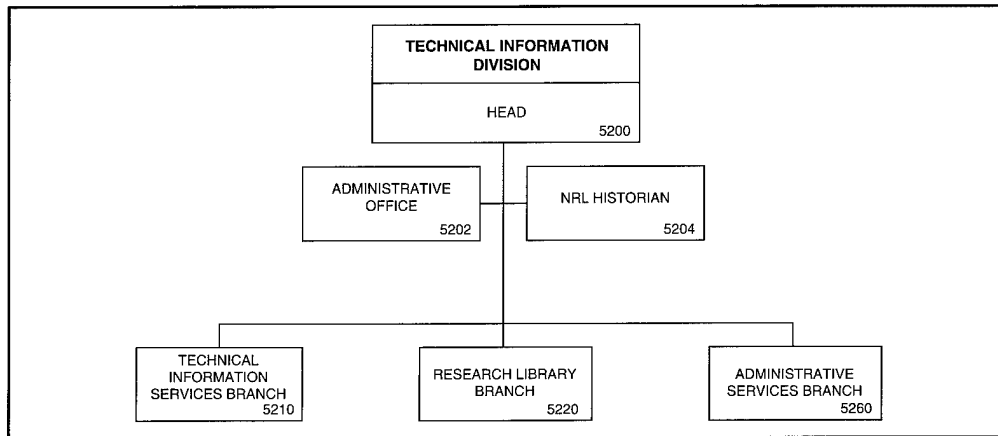 TECHNICAL INFORMATION
DIVISION
HEAD
5200
ADMINISTRATIVE
OFFICE
5202
NRL HISTORIAN
5204
TECHNICAL
INFORMATION
SERVICES BRANCH
5210
RESEARCH LIBRARY
BRANCH
5220
ADMINISTRATIVE
SERVICES BRANCH
5260